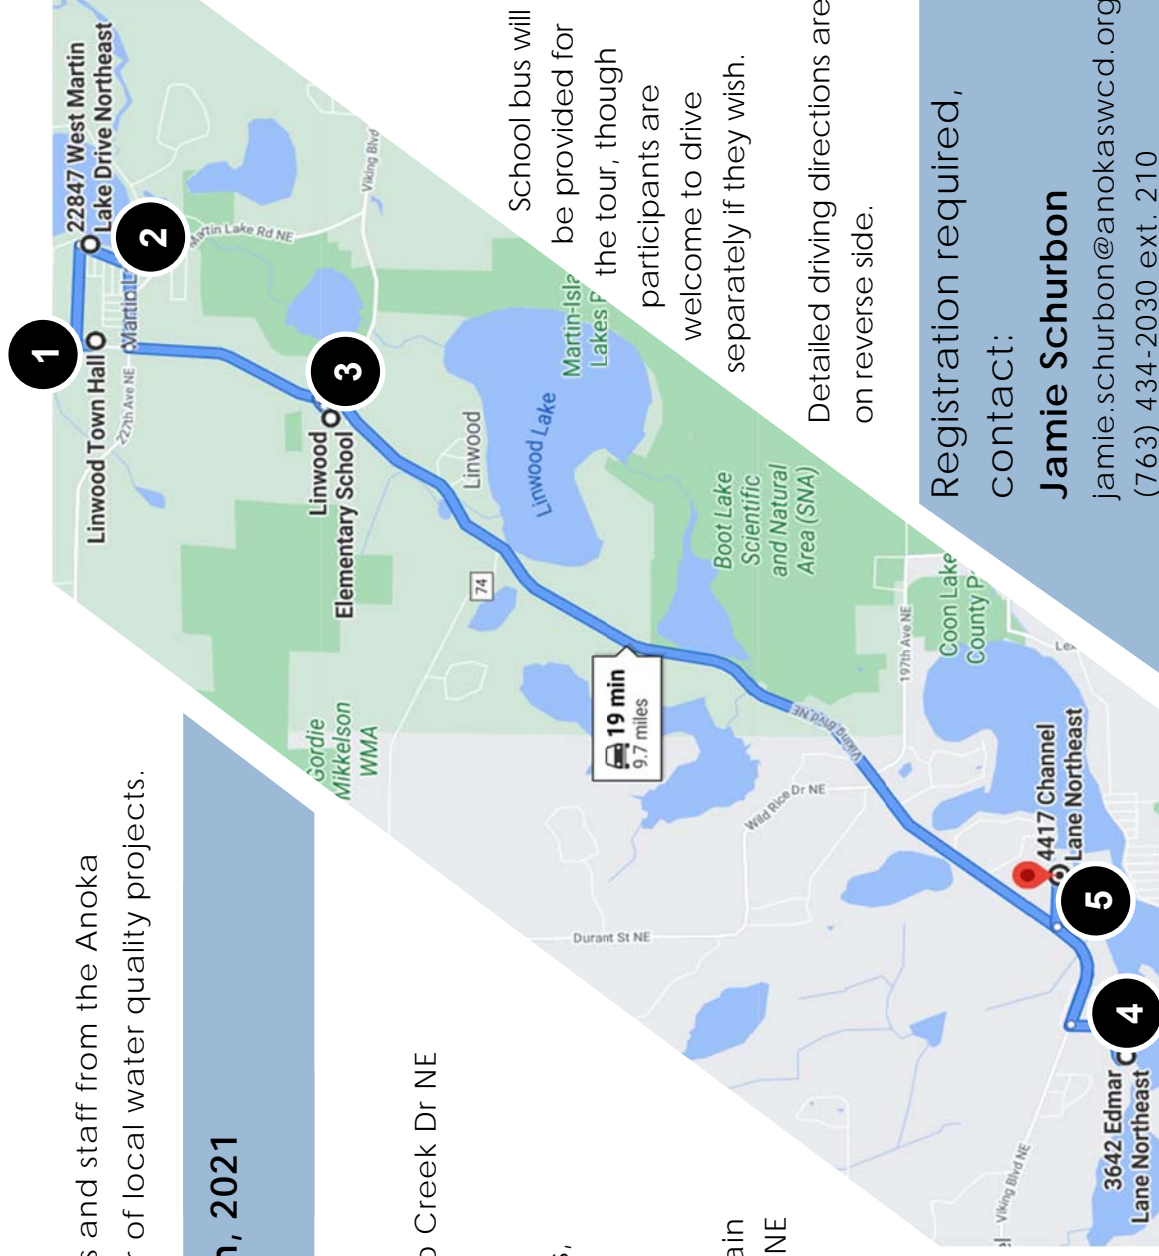 s and staff from the Anoka
of local water quality projects.
, 2021
Creek Dr NE
NE
22847 West Martin
Lake Drive Northeast
1
2
Linwood Town Hall
227th Ave NE
Martin L
Martin Lake Rd NE
Viking Blvd
3
Linwood
Elementary School
Linwood
Linwood Lake
Martin-Isla
Lakes R
74
Gordie
Mikkelson
WMA
Boot Lake
Scientific
and Natural
Area (SNA)
19 min
9.7 miles
Viking Blvd NE
197th Ave NE
Coon Lake
County P
Lex
Wild Rice Dr NE
Durant St NE
4417 Channel
Lane Northeast
5
4
3642 Edmar
Lane Northeast
Viking Blvd NE
School bus will
be provided for
the tour, though
participants are
welcome to drive
separately if they wish.
Detailed driving directions are
on reverse side.
Registration required,
contact:
Jamie Schurbon
jamie.schurbon@anokaswcd.org
(763) 434-2030 ext. 210